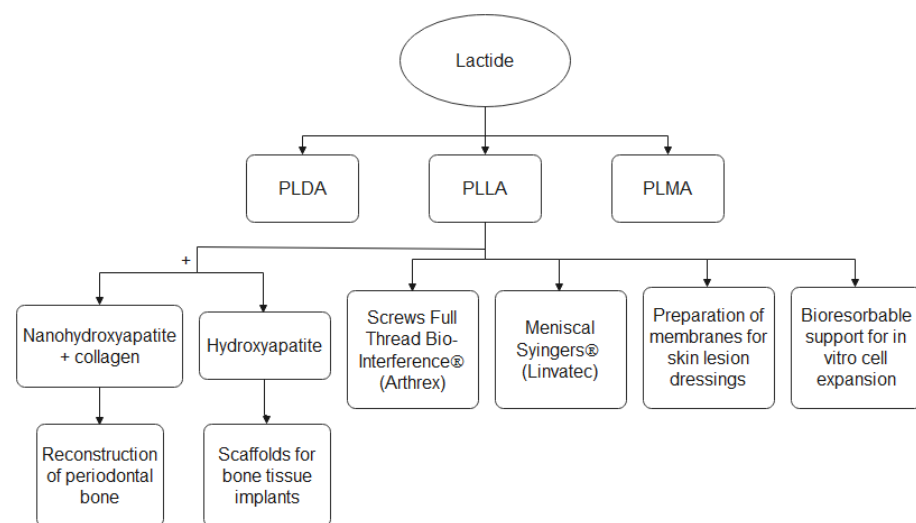 Lactide
PLDA
PLLA
PLMA
+
Nanohydroxyapatite
+ collagen
Hydroxyapatite
Screws Full
Thread Bio-
Interference®
(Arthrex)
Meniscal
Syingers®
(Linvatec)
Preparation of
membranes for
skin lesion
dressings
Bioresorbable
support for in
vitro cell
expansion
Reconstruction
of periodontal
bone
Scaffolds for
bone tissue
implants